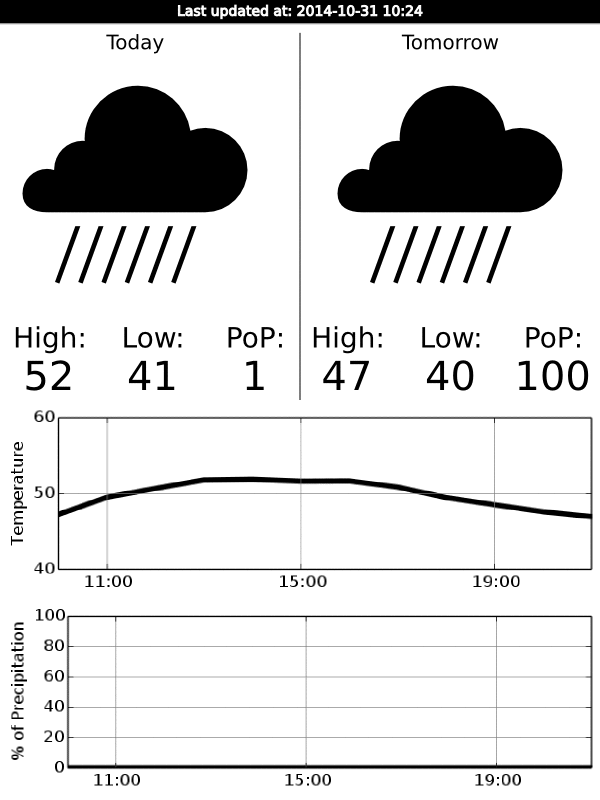 Last updated at: 2014-10-31 10:24
Today
High: Low: PoP:
52 41 1
Tomorrow
High: Low: PoP:
47 40 100
Temperature
60
50
40
11:00 15:00 19:00
% of Precipitation
100
80
60
40
20
0
11:00 15:00 19:00